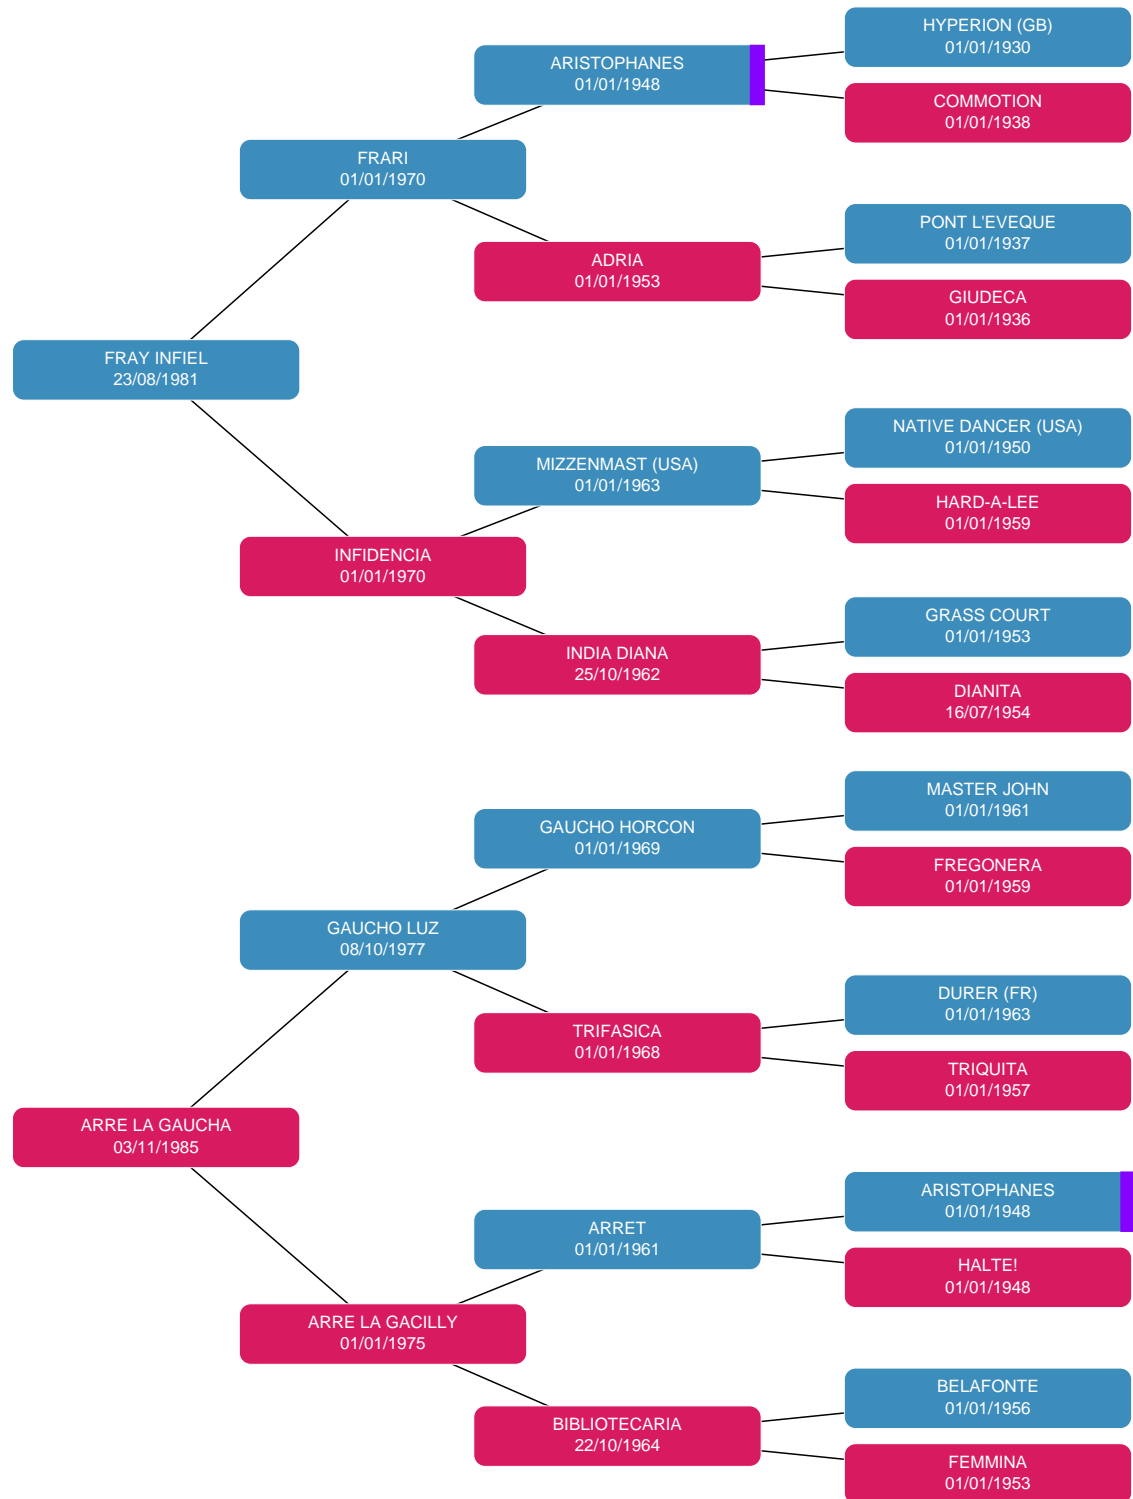 HYPERION (GB)
01/01/1930
ARISTOPHANES
01/01/1948
COMMOTION
01/01/1938
FRARI
01/01/1970
PONT L'EVEQUE
01/01/1937
ADRIA
01/01/1953
GIUDECA
01/01/1936
FRAY INFIEL
23/08/1981
NATIVE DANCER (USA)
01/01/1950
MIZZENMAST (USA)
01/01/1963
HARD-A-LEE
01/01/1959
INFIDENCIA
01/01/1970
GRASS COURT
01/01/1953
INDIA DIANA
25/10/1962
DIANITA
16/07/1954
MASTER JOHN
01/01/1961
GAUCHO HORCON
01/01/1969
FREGONERA
01/01/1959
GAUCHO LUZ
08/10/1977
DURER (FR)
01/01/1963
TRIFASICA
01/01/1968
TRIQUITA
01/01/1957
ARRE LA GAUCHA
03/11/1985
ARISTOPHANES
01/01/1948
ARRET
01/01/1961
HALTE!
01/01/1948
ARRE LA GACILLY
01/01/1975
BELAFONTE
01/01/1956
BIBLIOTECARIA
22/10/1964
FEMMINA
01/01/1953